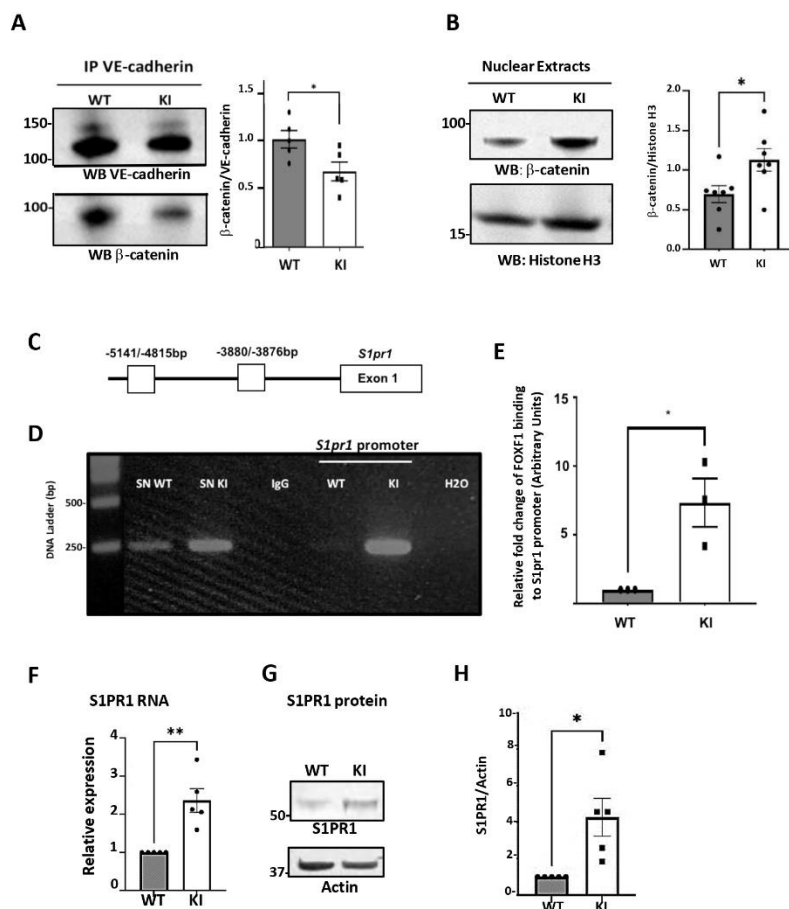 A
IP VE-cadherin
WT KI
150
100
WB VE-cadherin
100
WB β-catenin
β-catenin/VE-cadherin
1.5
1.0
0.5
0
*
WT KI
B
Nuclear Extracts
WT KI
100
WB: β-catenin
15
WB: Histone H3
β-catenin/Histone H3
2.0
1.5
1.0
0.5
0.0
*
WT KI
C
-5141/-4815bp -3880/-3876bp S1pr1
Exon 1
D
S1pr1 promoter
SN WT SN KI IgG WT KI H2O
DNA Ladder (bp)
500-
250-
E
Relative fold change of FOXF1 binding
to S1pr1 promoter (Arbitrary Units)
15
10
5
0
*
WT KI
F
S1PR1 RNA
Relative expression
4
3
2
1
0
**
WT KI
G
S1PR1 protein
WT KI
50
S1PR1
37
Actin
H
S1PR1/Actin
10
8
6
4
2
0-
*
WT KI